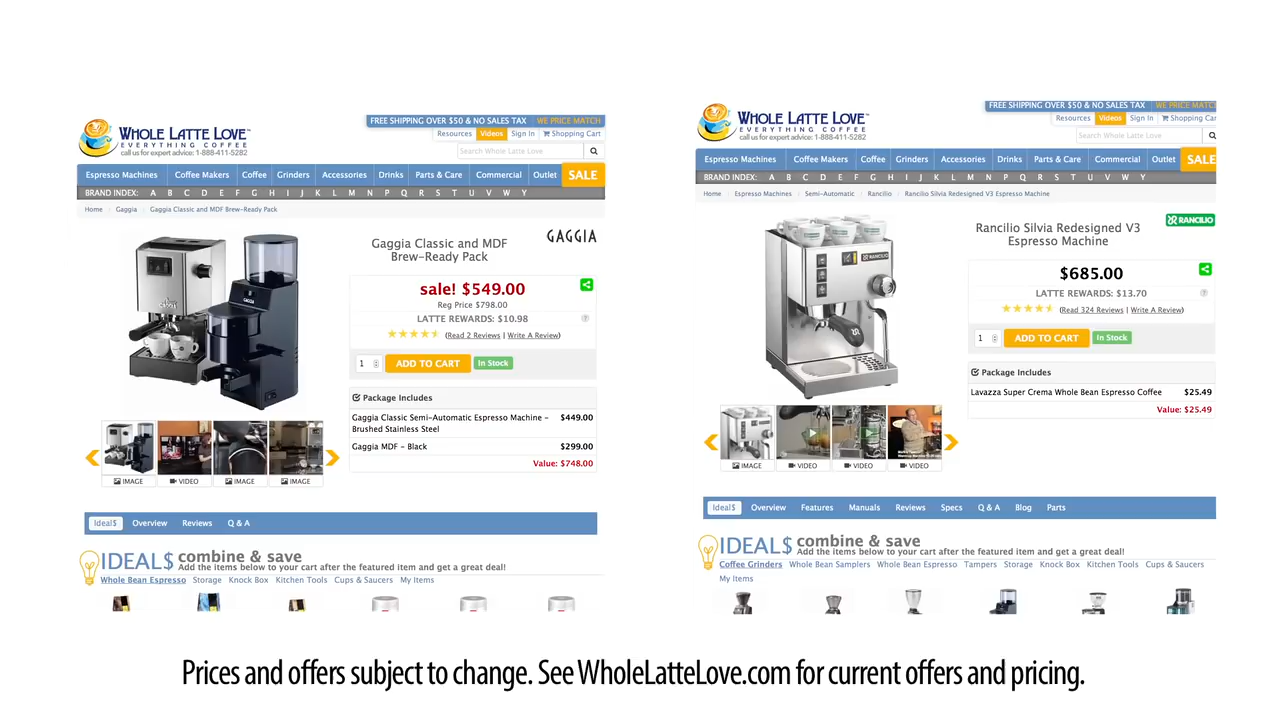 FREE SHIPPING OVER $50 & NO SALES TAX WE PRICE MATCH
WHOLE LATTE LOVE™
EVERYTHING COFFEE
call us for expert advice: 1-888-411-5282
Resources Videos Sign In Shopping Cart
Search Whole Latte Love
Espresso Machines Coffee Makers Coffee Grinders Accessories Drinks Parts & Care Commercial Outlet SALE
BRAND INDEX: A B C D E F G H I J K L M N P Q R S T U V W Y
Home Gaggia Gaggia Classic and MDF Brew-Ready Pack
GAGGIA
Gaggia Classic and MDF
Brew-Ready Pack
sale! $549.00
Reg Price $798.00
LATTE REWARDS: $10.98
(Read 2 Reviews | Write A Review)
1 ADD TO CART In Stock
Package Includes
Gaggia Classic Semi-Automatic Espresso Machine - $449.00
Brushed Stainless Steel
Gaggia MDF - Black $299.00
Value: $748.00
IMAGE VIDEO IMAGE IMAGE
Ideal$ Overview Reviews Q & A
IDEAL$ combine & save
Add the items below to your cart after the featured item and get a great deal!
Whole Bean Espresso Storage Knock Box Kitchen Tools Cups & Saucers My Items
FREE SHIPPING OVER $50 & NO SALES TAX WE PRICE MATCH
WHOLE LATTE LOVE™
EVERYTHING COFFEE
call us for expert advice: 1-888-411-5282
Resources Videos Sign In Shopping Cart
Search Whole Latte Love
Espresso Machines Coffee Makers Coffee Grinders Accessories Drinks Parts & Care Commercial Outlet SALE
BRAND INDEX: A B C D E F G H I J K L M N P Q R S T U V W Y
Home Espresso Machines Semi-Automatic Rancilio Rancilio Silvia Redesigned V3 Espresso Machine
RANCILIO
Rancilio Silvia Redesigned V3
Espresso Machine
$685.00
LATTE REWARDS: $13.70
(Read 324 Reviews | Write A Review)
1 ADD TO CART In Stock
Package Includes
Lavazza Super Crema Whole Bean Espresso Coffee $25.49
Value: $25.49
IMAGE VIDEO VIDEO VIDEO
Ideal$ Overview Features Manuals Reviews Specs Q & A Blog Parts
IDEAL$ combine & save
Add the items below to your cart after the featured item and get a great deal!
Coffee Grinders Whole Bean Samplers Whole Bean Espresso Tampers Storage Knock Box Kitchen Tools Cups & Saucers
My Items
Prices and offers subject to change. See WholeLatteLove.com for current offers and pricing.